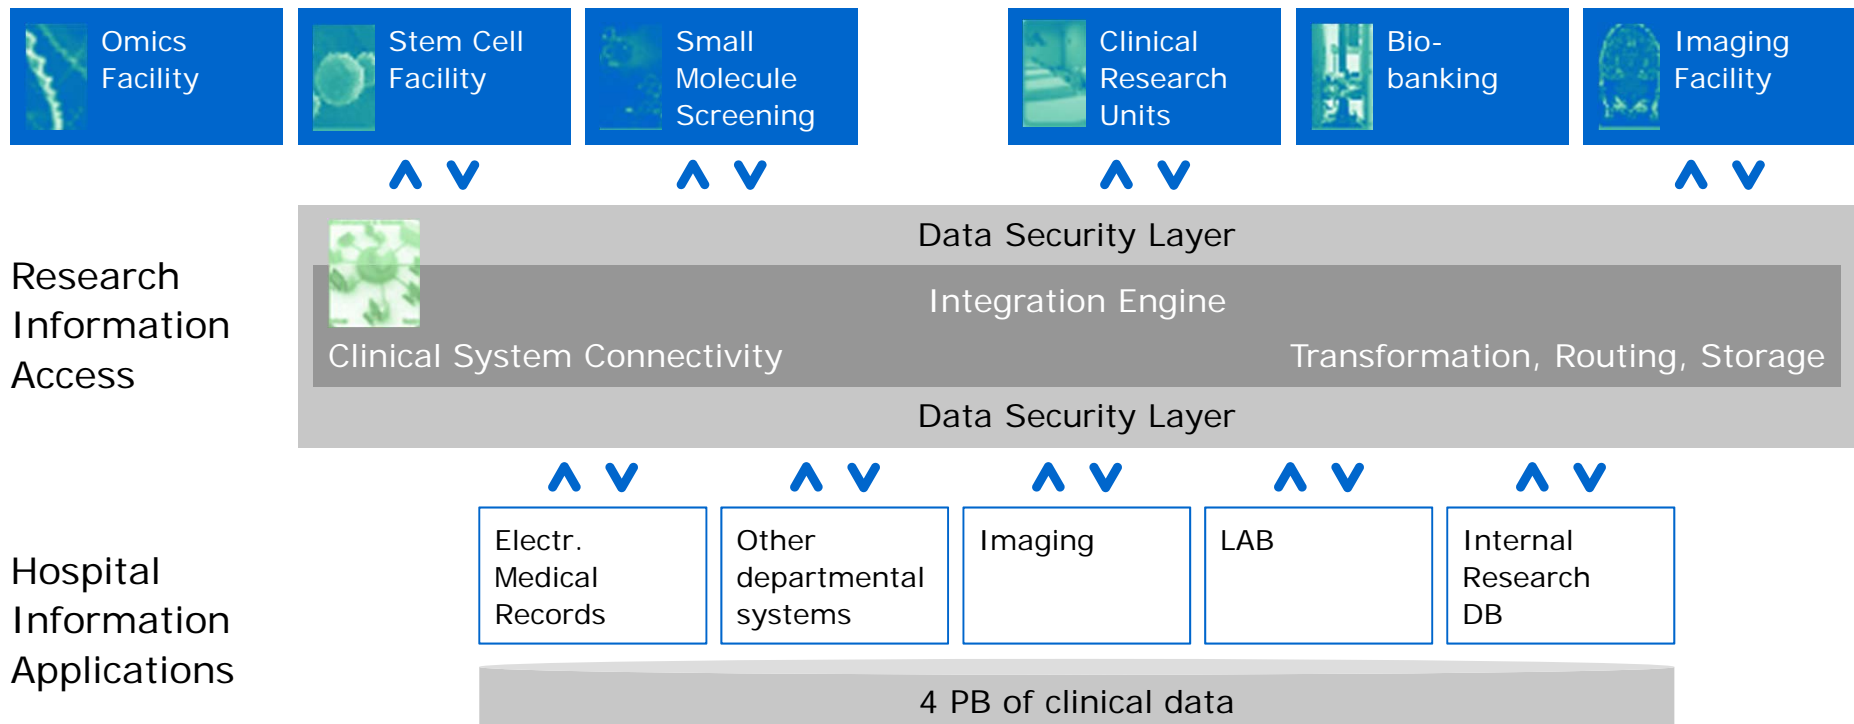 Omics
Facility
Stem Cell
Facility
Small
Molecule
Screening
Clinical
Research
Units
Bio-
banking
Imaging
Facility
Research
Information
Access
Data Security Layer
Integration Engine
Clinical System Connectivity
Transformation, Routing, Storage
Data Security Layer
Hospital
Information
Applications
Electr.
Medical
Records
Other
departmental
systems
Imaging
LAB
Internal
Research
DB
4 PB of clinical data